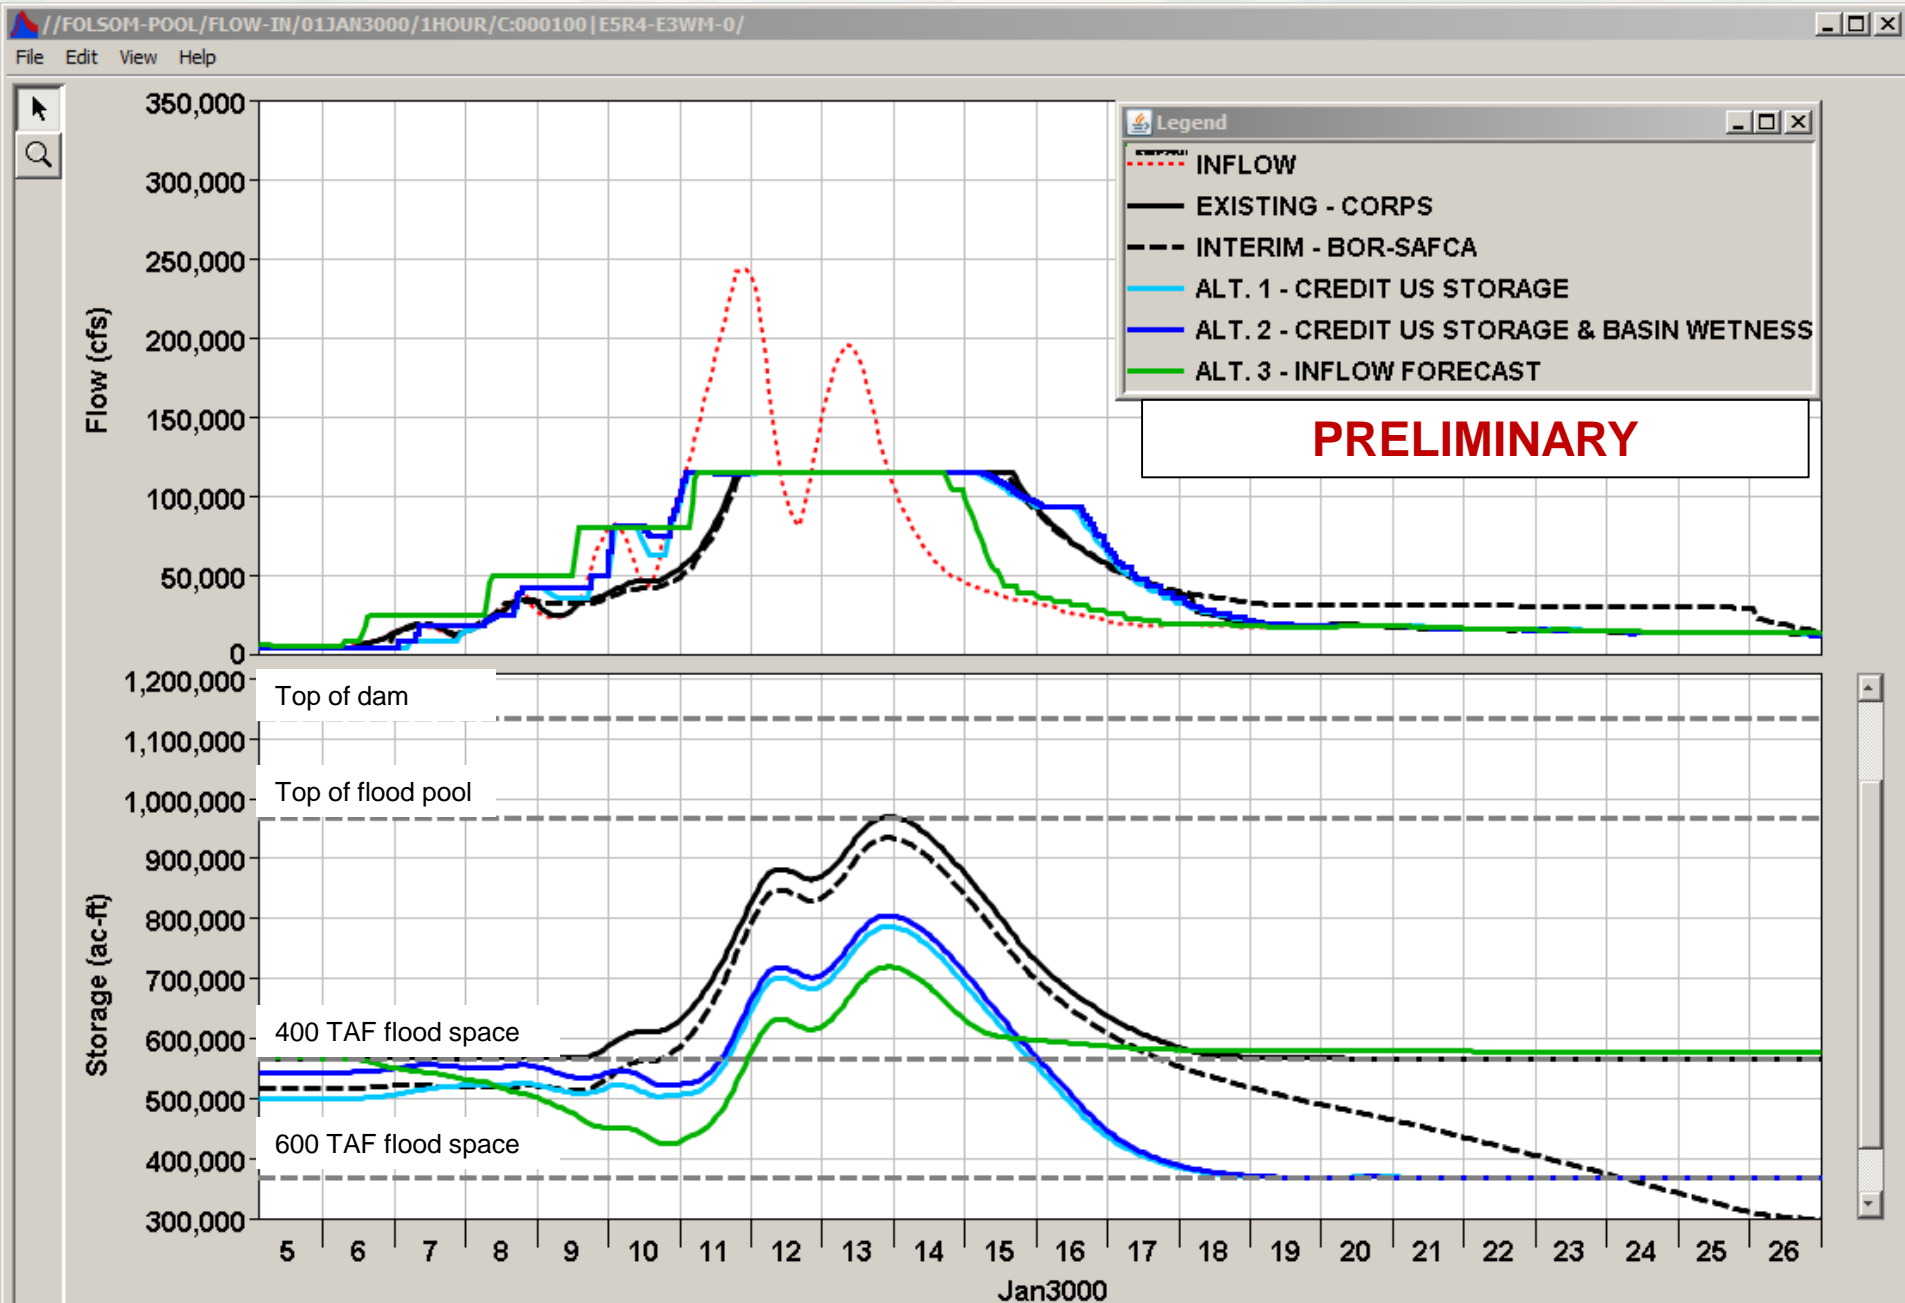 //FOLSOM-POOL/FLOW-IN/01JAN3000/1HOUR/C:000100|E5R4-E3WM-0/
File Edit View Help
350,000
300,000
250,000
200,000
150,000
100,000
50,000
0
Flow (cfs)
Legend
INFLOW
EXISTING - CORPS
INTERIM - BOR-SAFCA
ALT. 1 - CREDIT US STORAGE
ALT. 2 - CREDIT US STORAGE & BASIN WETNESS
ALT. 3 - INFLOW FORECAST
PRELIMINARY
1,200,000
1,100,000
1,000,000
900,000
800,000
700,000
600,000
500,000
400,000
300,000
Storage (ac-ft)
Top of dam
Top of flood pool
400 TAF flood space
600 TAF flood space
5 6 7 8 9 10 11 12 13 14 15 16 17 18 19 20 21 22 23 24 25 26
Jan3000